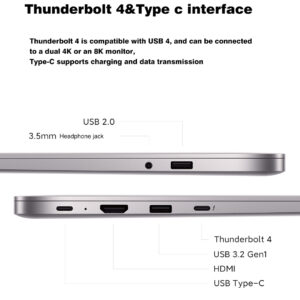 Thunderbolt 4&Type c interface
Thunderbolt 4 is compatible with USB 4, and can be connected
to a dual 4K or an 8K monitor,
Type-C supports charging and data transmission
USB 2.0
3.5mm Headphone jack
Thunderbolt 4
USB 3.2 Gen1
HDMI
USB Type-C